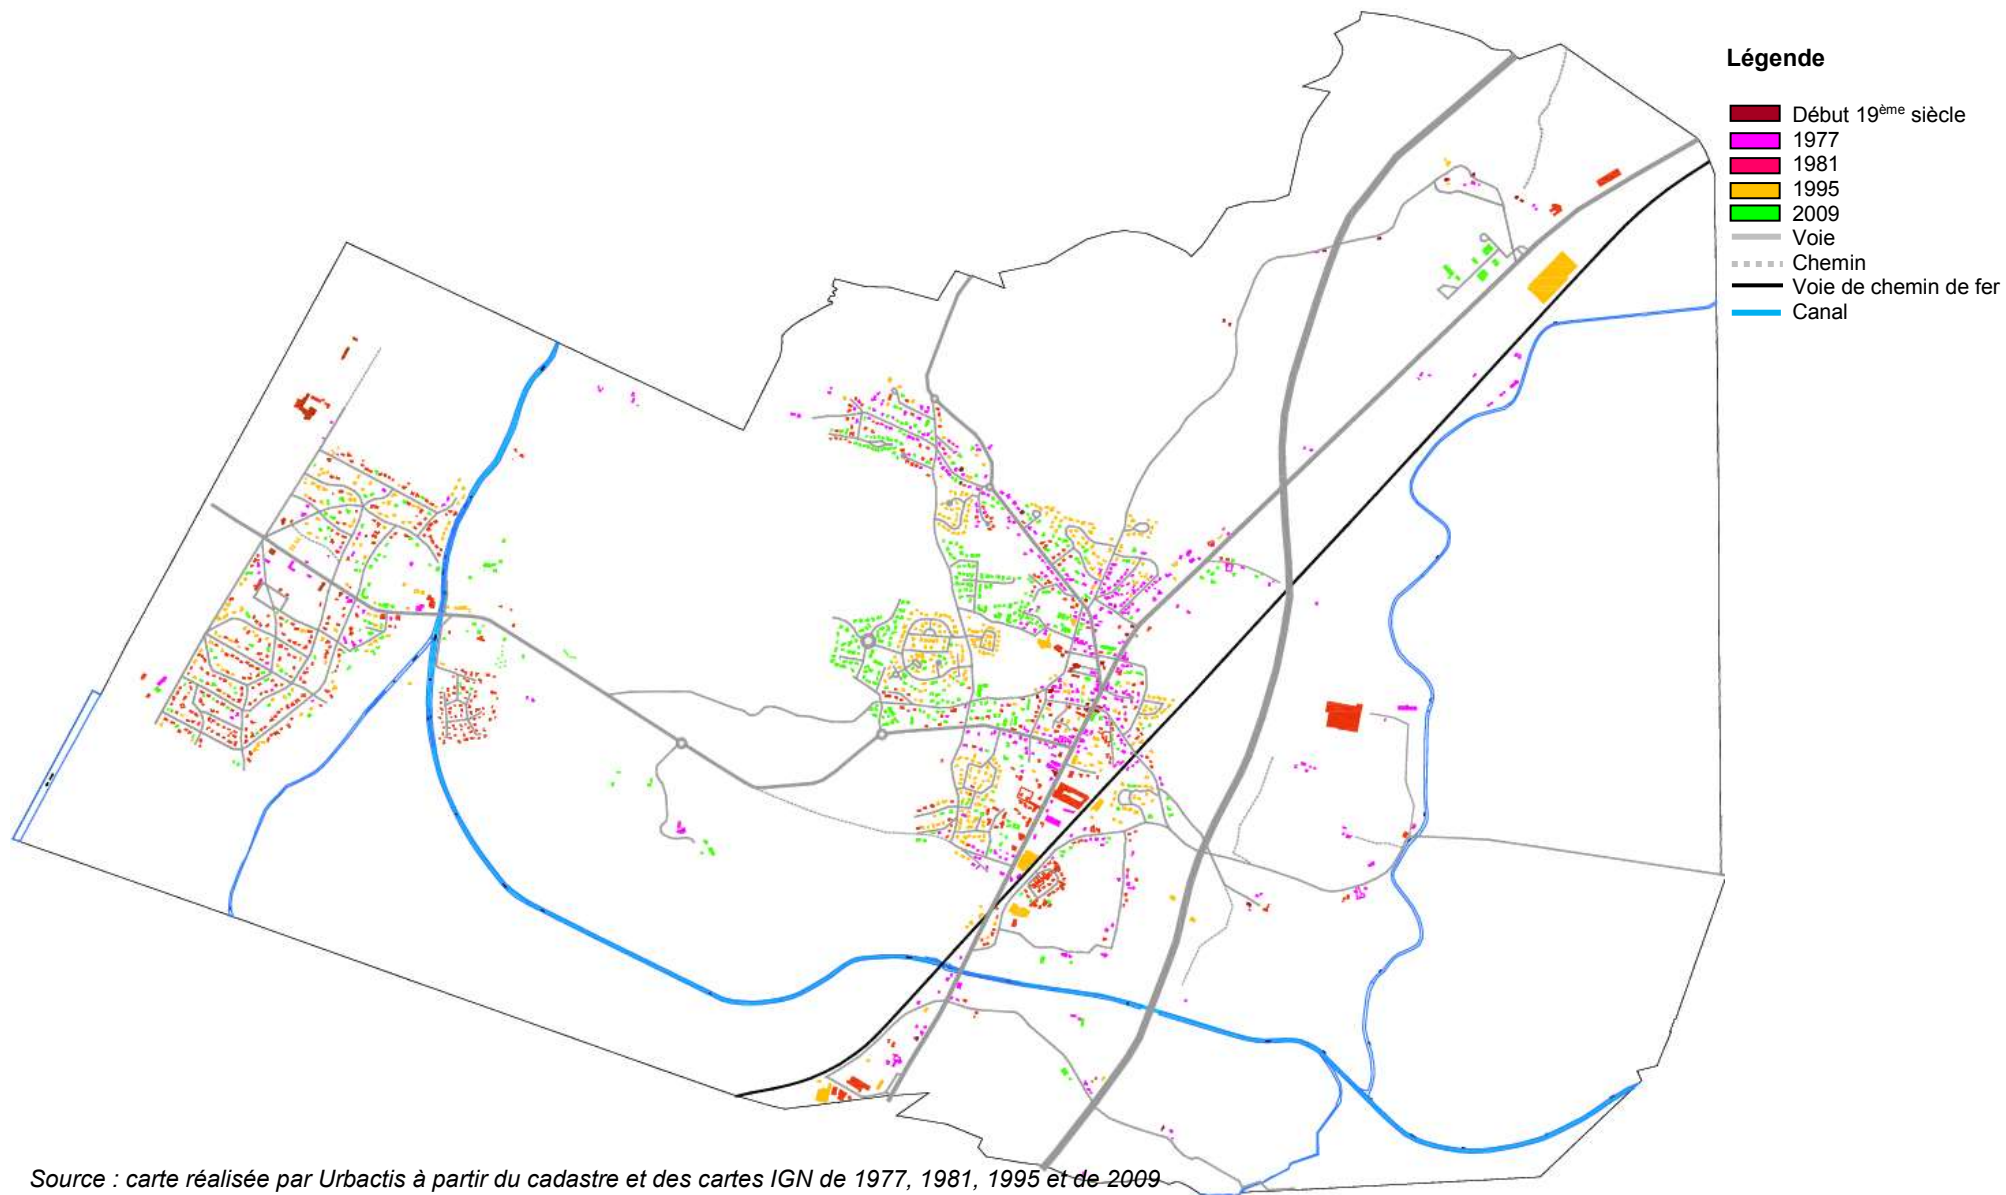 Légende
Début 19ème siècle
1977
1981
1995
2009
Voie
Chemin
Voie de chemin de fer
Canal
Source : carte réalisée par Urbactis à partir du cadastre et des cartes IGN de 1977, 1981, 1995 et de 2009